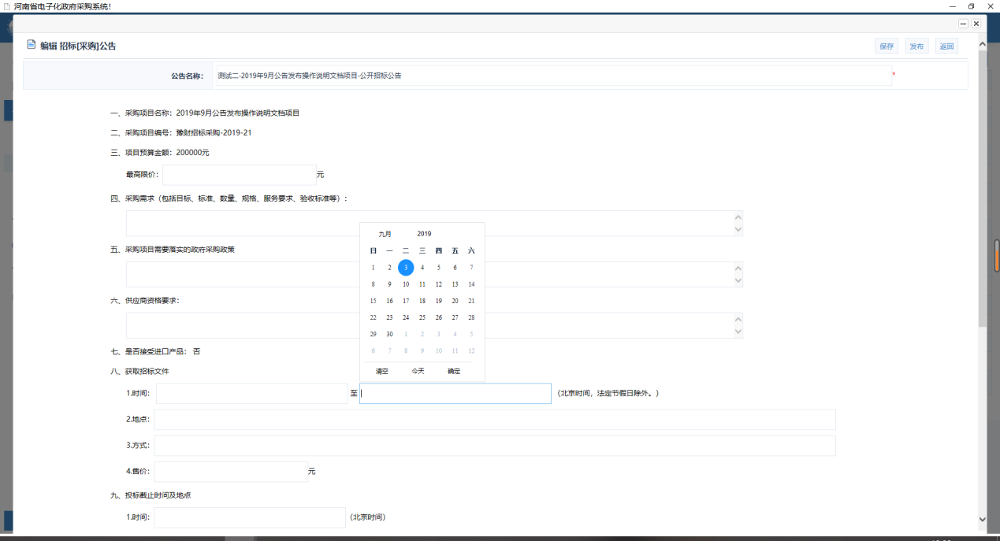 河南省电子化政府采购系统!
编辑 招标[采购]公告
保存 发布 返回
公告名称: 测试二-2019年9月公告发布操作说明文档项目-公开招标公告 *
一、采购项目名称：2019年9月公告发布操作说明文档项目
二、采购项目编号：豫财招标采购-2019-21
三、项目预算金额：200000元
最高限价： 元
四、采购需求（包括目标、标准、数量、规格、服务要求、验收标准等）:
九月 2019
日 一 二 三 四 五 六
1 2 3 4 5 6 7
8 9 10 11 12 13 14
15 16 17 18 19 20 21
22 23 24 25 26 27 28
29 30 1 2 3 4 5
6 7 8 9 10 11 12
清空 今天 确定
五、采购项目需要落实的政府采购政策
六、供应商资格要求:
七、是否接受进口产品： 否
八、获取招标文件
1.时间: 至 （北京时间，法定节假日除外。）
2.地点:
3.方式:
4.售价: 元
九、投标截止时间及地点
1.时间: （北京时间）